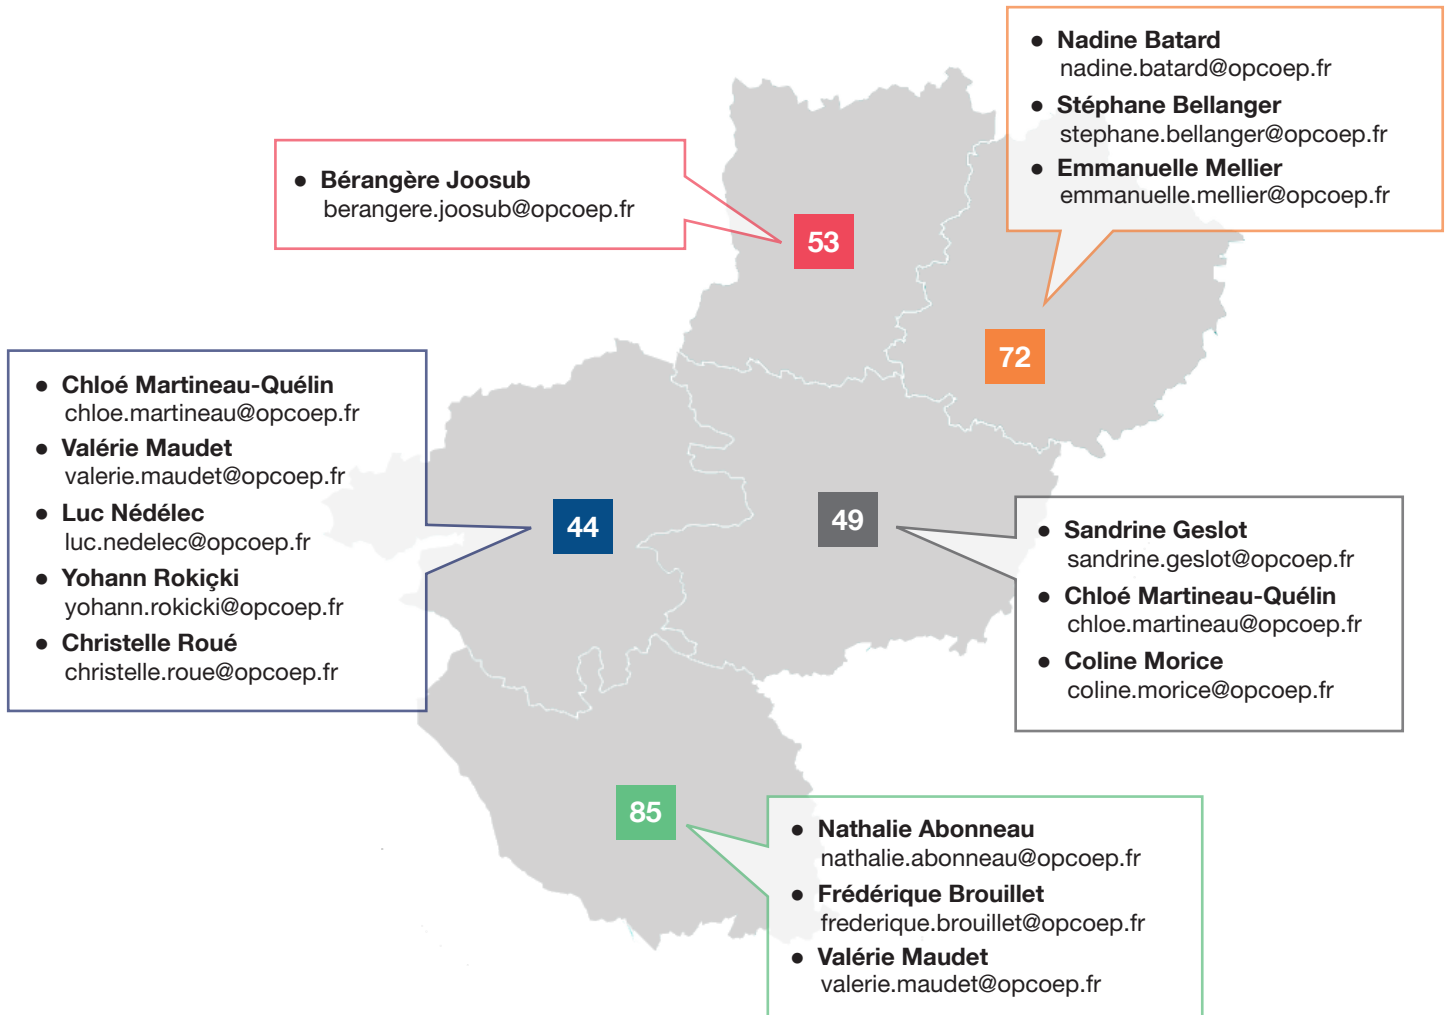 ● Nadine Batard
nadine.batard@opcoep.fr
● Stéphane Bellanger
stephane.bellanger@opcoep.fr
● Emmanuelle Mellier
emmanuelle.mellier@opcoep.fr
● Bérangère Joosub
berangere.joosub@opcoep.fr
53
72
● Chloé Martineau-Quélin
chloe.martineau@opcoep.fr
● Valérie Maudet
valerie.maudet@opcoep.fr
● Luc Nédélec
luc.nedelec@opcoep.fr
● Yohann Rokiçki
yohann.rokicki@opcoep.fr
● Christelle Roué
christelle.roue@opcoep.fr
44
49
● Sandrine Geslot
sandrine.geslot@opcoep.fr
● Chloé Martineau-Quélin
chloe.martineau@opcoep.fr
● Coline Morice
coline.morice@opcoep.fr
85
● Nathalie Abonneau
nathalie.abonneau@opcoep.fr
● Frédérique Brouillet
frederique.brouillet@opcoep.fr
● Valérie Maudet
valerie.maudet@opcoep.fr